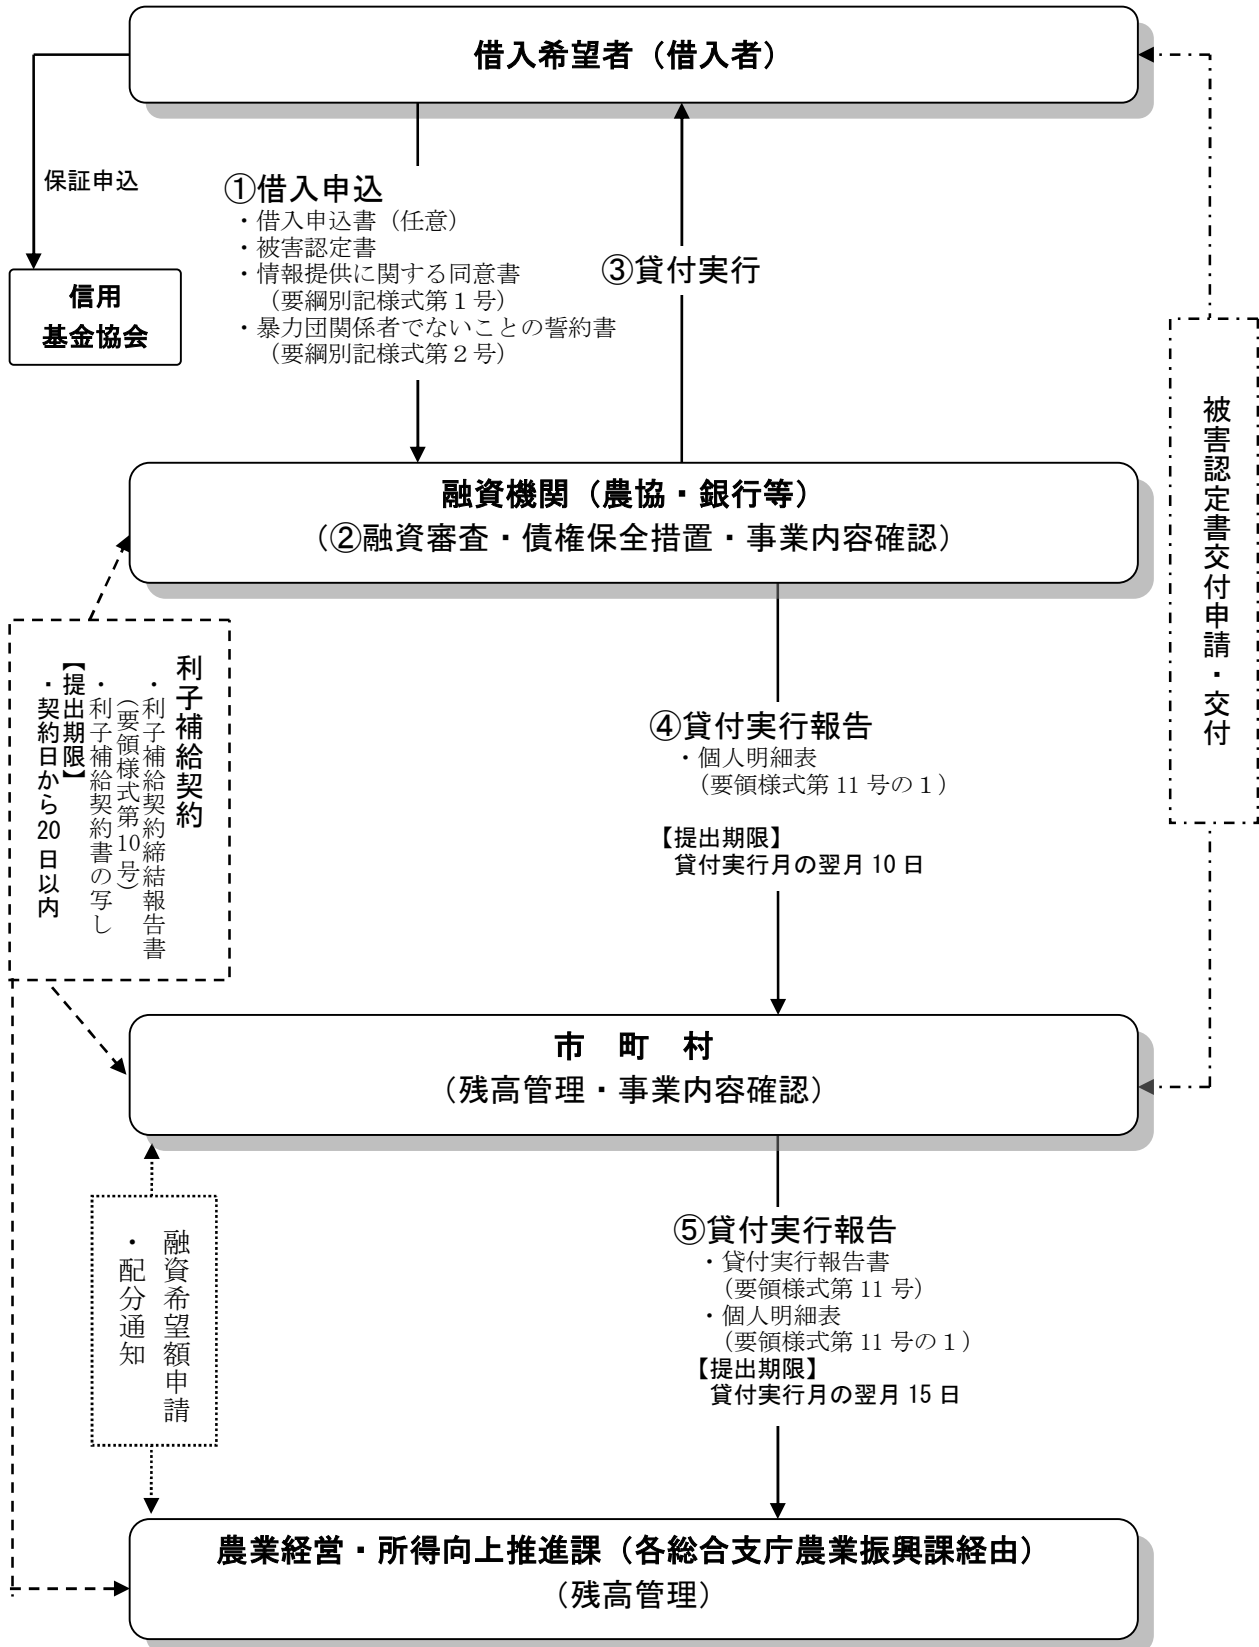 借入希望者（借入者）
保証申込
信用
基金協会
①借入申込
・借入申込書（任意）
・被害認定書
・情報提供に関する同意書
（要綱別記様式第１号）
・暴力団関係者でないことの誓約書
（要綱別記様式第２号）
③貸付実行
被害認定書交付申請・交付
融資機関（農協・銀行等）
（②融資審査・債権保全措置・事業内容確認）
利子補給契約
・利子補給契約締結報告書
（要領様式第10号）
・利子補給契約書の写し
【提出期限】
・契約日から20日以内
④貸付実行報告
・個人明細表
（要領様式第 11 号の１）
【提出期限】
貸付実行月の翌月 10 日
市　町　村
（残高管理・事業内容確認）
融資希望額申請
・配分通知
⑤貸付実行報告
・貸付実行報告書
（要領様式第 11 号）
・個人明細表
（要領様式第 11 号の１）
【提出期限】
貸付実行月の翌月 15 日
農業経営・所得向上推進課（各総合支庁農業振興課経由）
（残高管理）